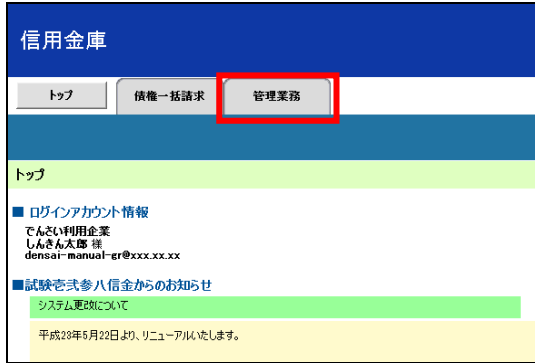 信用金庫
トップ 債権一括請求 管理業務
トップ
■ ログインアカウント情報
でんさい利用企業
しんきん太郎 様
densai-manual-gr@xxx.xx.xx
■試験壱弐参八信金からのお知らせ
システム更改について
平成28年5月22日より、リニューアルいたします。